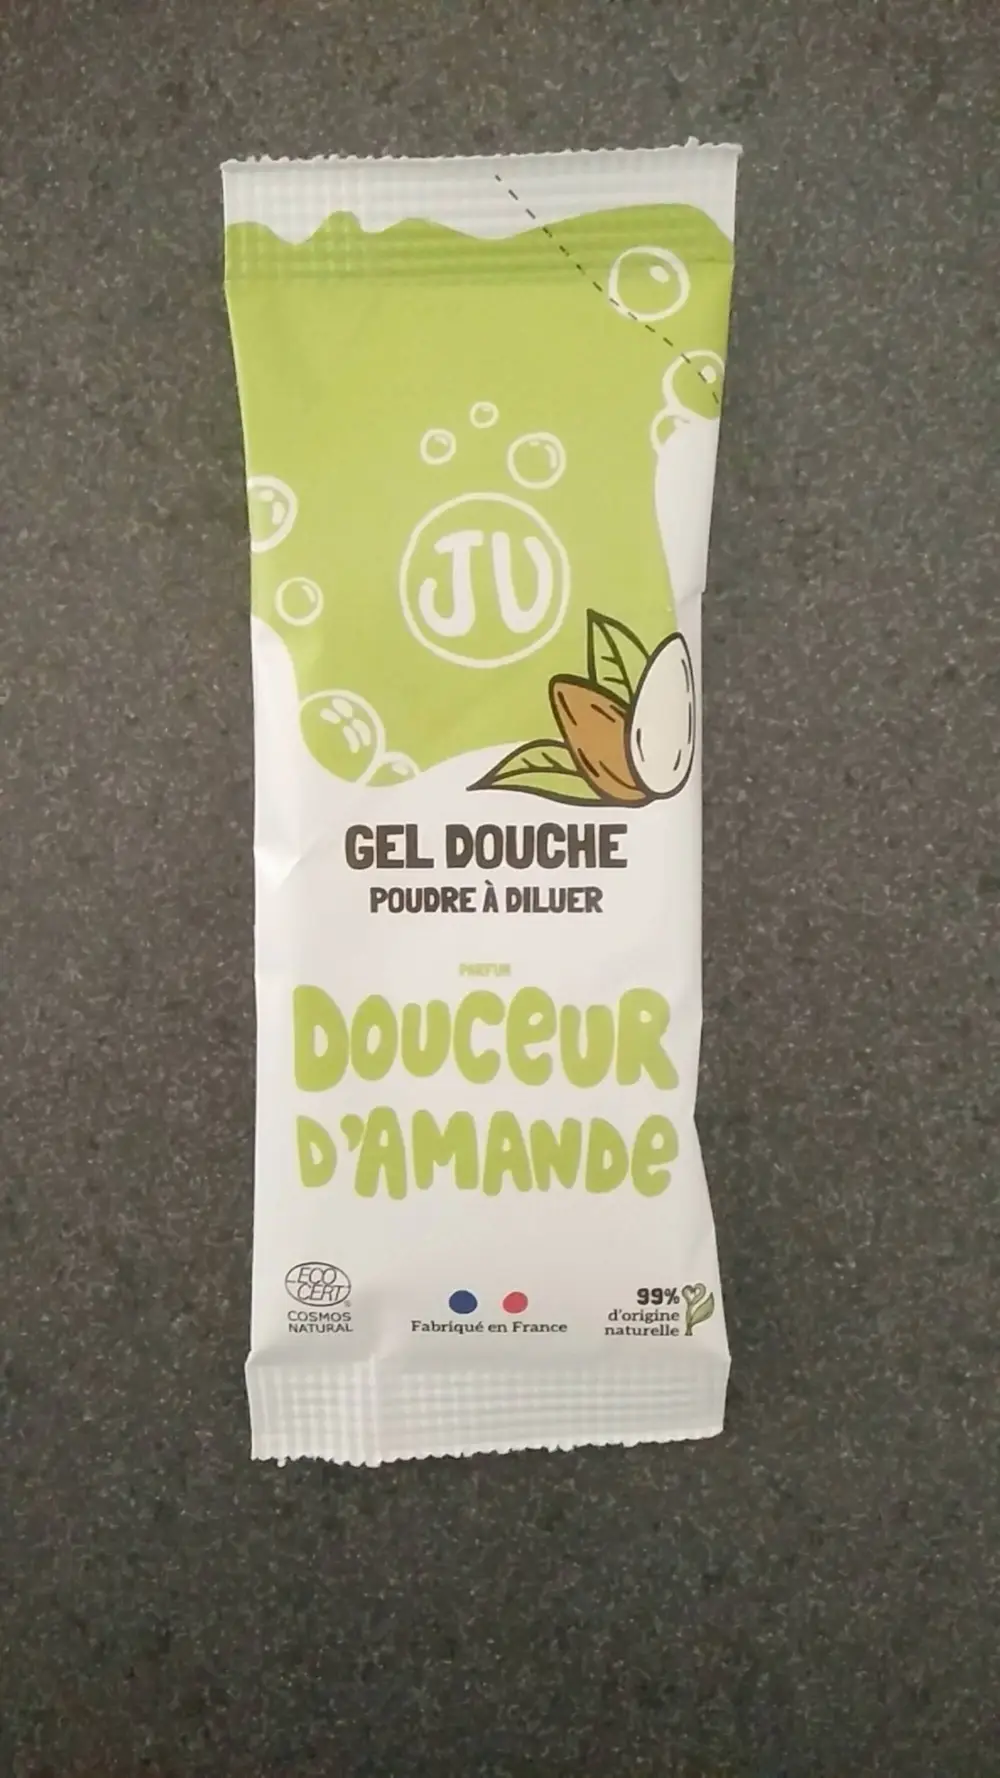 JU
GEL DOUCHE
POUDRE À DILUER
PARFUM
DOUCEUR
D'AMANDE
ECO
CERT
COSMOS
NATURAL
Fabriqué en France
99%
d'origine
naturelle